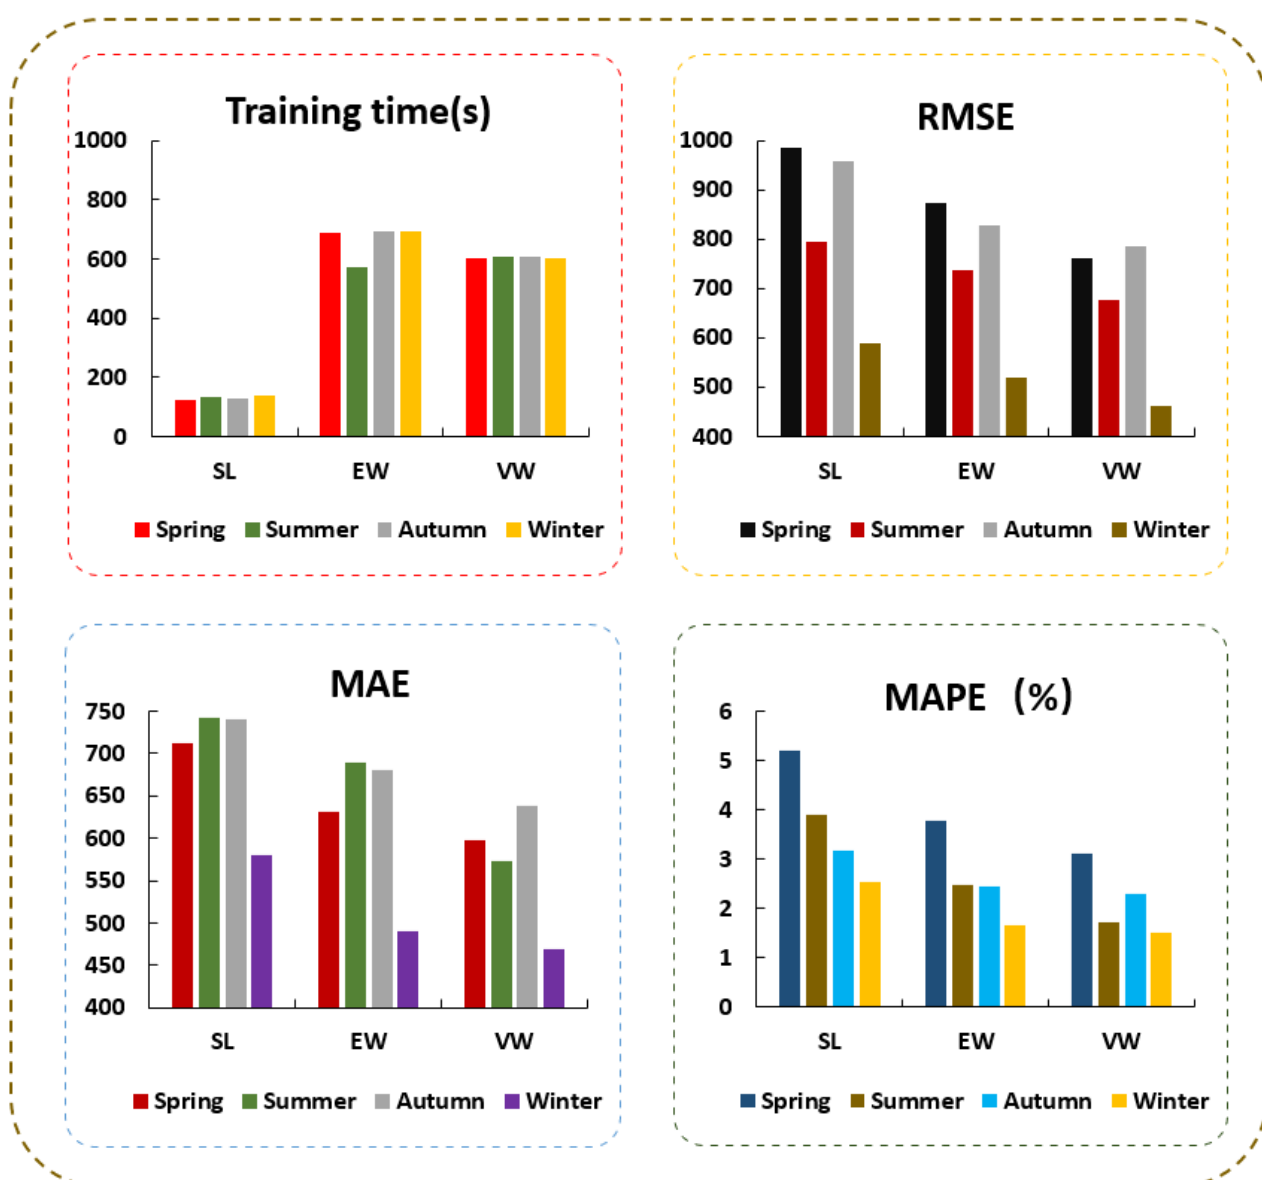 Training time(s)
1000
800
600
400
200
0
SL EW VW
Spring Summer Autumn Winter
RMSE
1000
900
800
700
600
500
400
SL EW VW
Spring Summer Autumn Winter
MAE
750
700
650
600
550
500
450
400
SL EW VW
Spring Summer Autumn Winter
MAPE (%)
6
5
4
3
2
1
0
SL EW VW
Spring Summer Autumn Winter